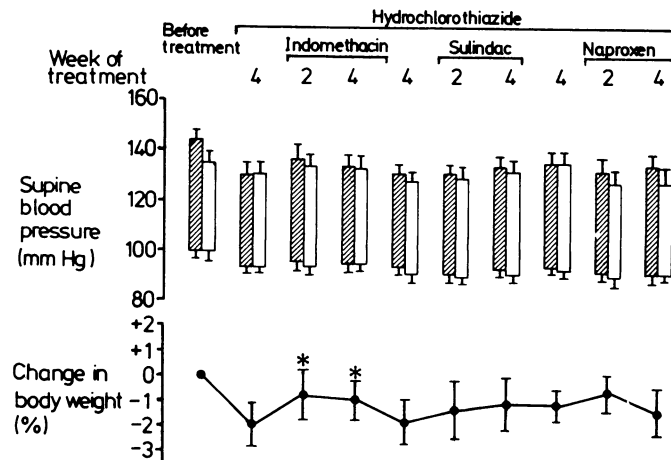 Hydrochlorothiazide
Before treatment
Indomethacin
Sulindac
Naproxen
Week of treatment
4 2 4 4 2 4 4 2 4
160
140
120
100
80
Supine blood pressure (mm Hg)
+2
+1
0
-1
-2
-3
Change in body weight (%)
* *